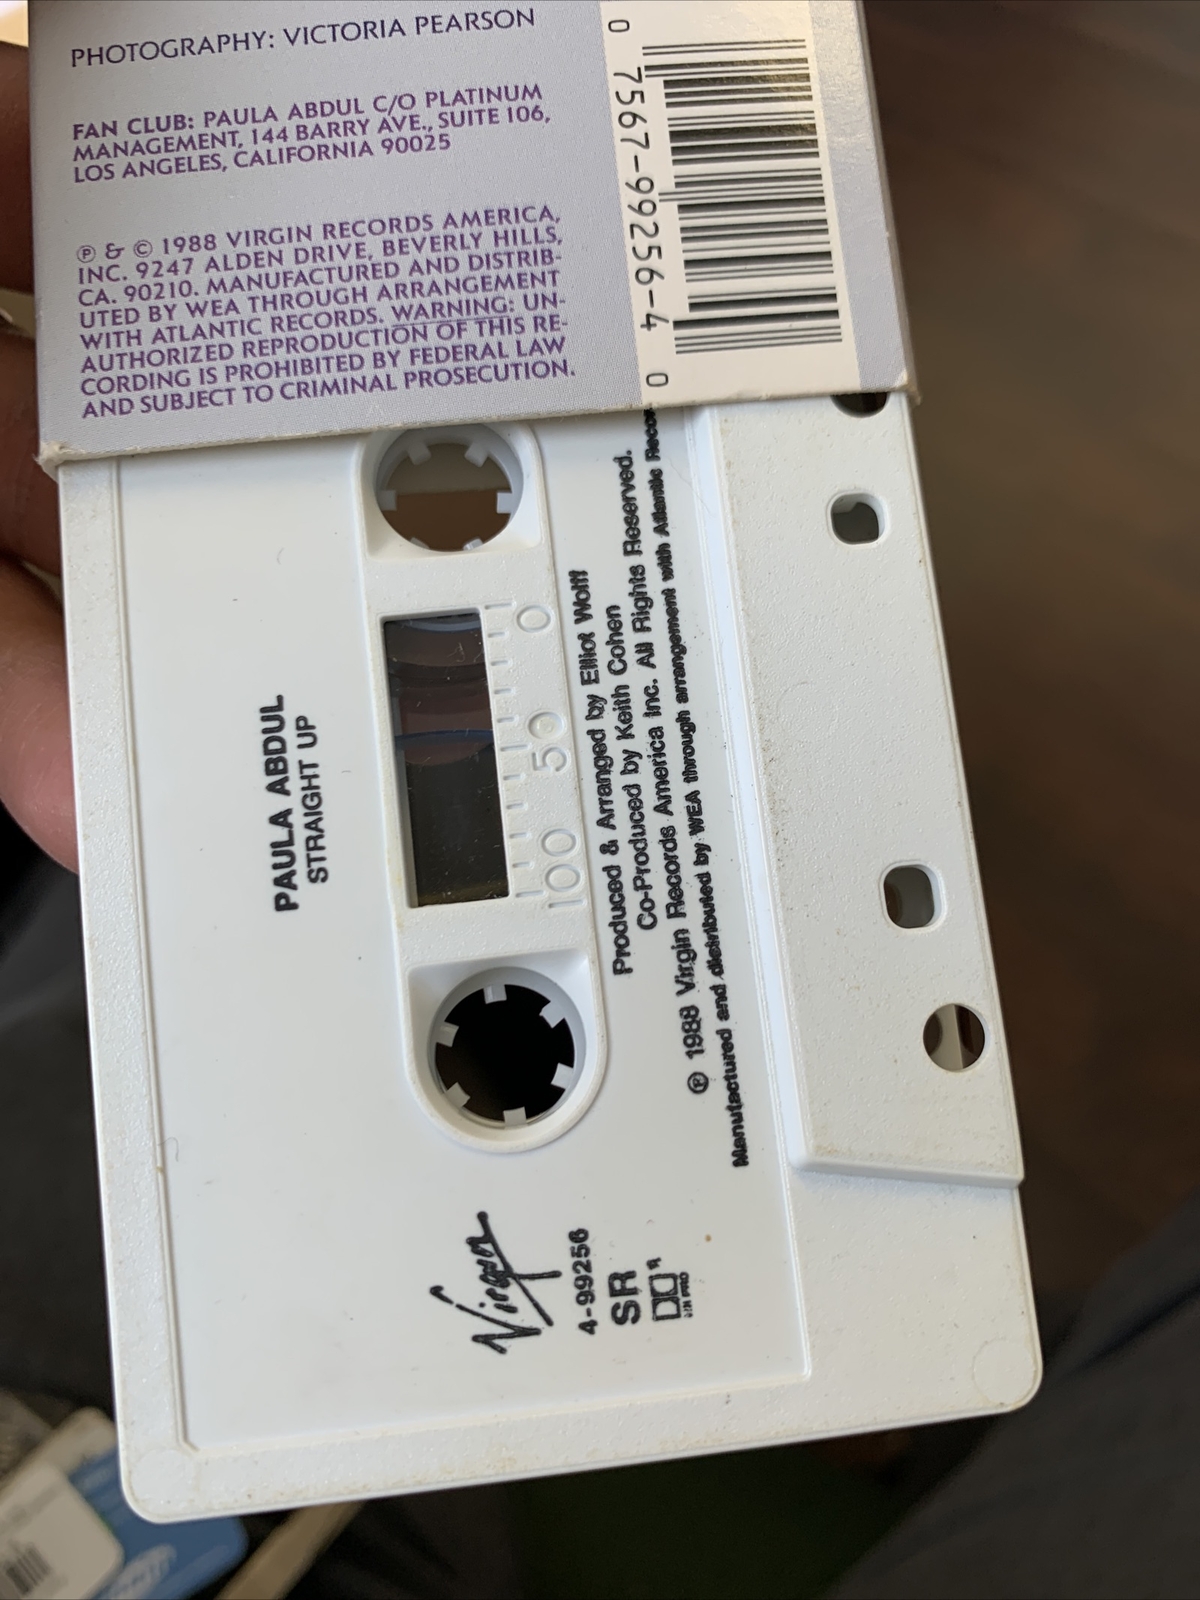 PHOTOGRAPHY: VICTORIA PEARSON
FAN CLUB: PAULA ABDUL C/O PLATINUM
MANAGEMENT, 144 BARRY AVE., SUITE 106,
LOS ANGELES, CALIFORNIA 90025
℗ & © 1988 VIRGIN RECORDS AMERICA,
INC. 9247 ALDEN DRIVE, BEVERLY HILLS,
CA. 90210. MANUFACTURED AND DISTRIB-
UTED BY WEA THROUGH ARRANGEMENT
WITH ATLANTIC RECORDS. WARNING: UN-
AUTHORIZED REPRODUCTION OF THIS RE-
CORDING IS PROHIBITED BY FEDERAL LAW
AND SUBJECT TO CRIMINAL PROSECUTION.
0 7567-99256-4 0
PAULA ABDUL
STRAIGHT UP
100 50 0
Produced & Arranged by Elliot Wolff
Co-Produced by Keith Cohen
℗ 1988 Virgin Records America Inc. All Rights Reserved.
Manufactured and distributed by WEA through arrangement with Atlantic Recor
Virgin
4-99256
SR
HX PRO
R